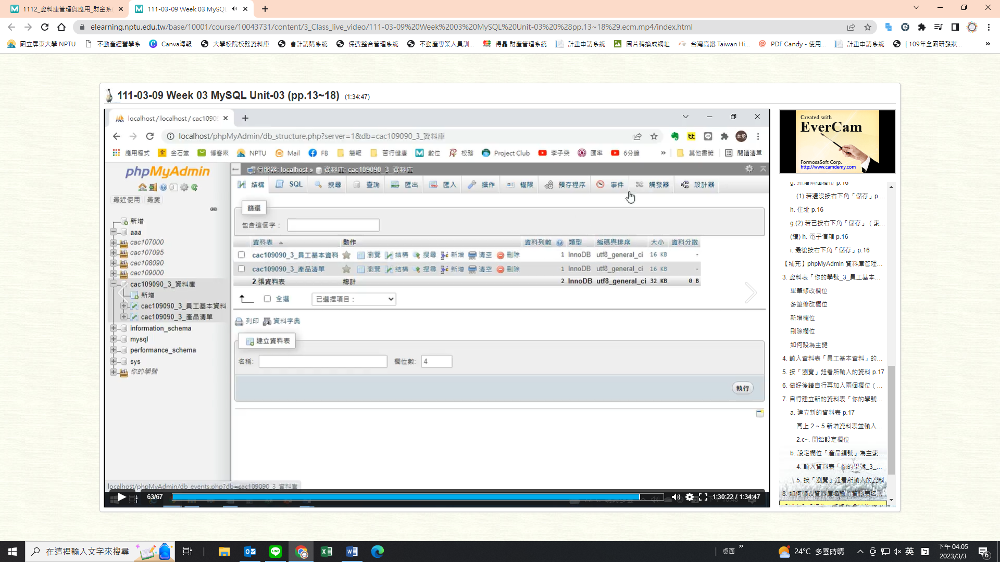 1112_資料庫管理與應用_財金系
111-03-09 Week 03 MySQL
elearning.nptu.edu.tw/base/10001/course/10043731/content/3_Class_live_video/111-03-09%20Week%2003%20MySQL%20Unit-03%20%28pp.13~18%29.ecm.mp4/index.html
國立屏東大學 NPTU
不動產經營學系
Canva海報
大學校院校務資料庫
會計請購系統
保費整合管理系統
不動產專業人員訓...
得晶 財產管理系統
計畫申請系統
圖片轉換成網址
台灣高鐵 Taiwan Hi...
PDF Candy - 使用...
計畫申請系統
[ 109年全國研發狀...
111-03-09 Week 03 MySQL Unit-03 (pp.13~18) (1:34:47)
localhost / localhost / cac1090
localhost/phpMyAdmin/db_structure.php?server=1&db=cac109090_3_資料庫
應用程式 金石堂 博客來 NPTU Mail FB 簡報 苦行健康 數位 校務 Project Club 李子柒 匯率 6分鐘 » 其他書籤 閱讀清單
phpMyAdmin
最近使用 最愛
新增
aaa
cac107000
cac107095
cac108090
cac109000
cac109090_3_資料庫
新增
cac109090_3_員工基本資料
cac109090_3_產品清單
information_schema
mysql
performance_schema
sys
你的學號
伺服器: localhost » 資料庫: cac109090_3_資料庫
結構 SQL 搜尋 查詢 匯出 匯入 操作 權限 預存程序 事件 觸發器 設計器
篩選
包含這個字：
資料表 動作 資料列數 類型 編碼與排序 大小 資料分散
cac109090_3_員工基本資料 瀏覽 結構 搜尋 新增 清空 刪除 1 InnoDB utf8_general_ci 16 KB -
cac109090_3_產品清單 瀏覽 結構 搜尋 新增 清空 刪除 1 InnoDB utf8_general_ci 16 KB -
2 張資料表 總計 2 InnoDB utf8_general_ci 32 KB 0 B
全選 已選擇項目：
列印 資料字典
建立資料表
名稱: 欄位數: 4
執行
localhost/phpMyAdmin/db_events.php?db=cac109090_3_資料庫
63/67
1:30:22 / 1:34:47
Created with
EverCam
FormosaSoft Corp.
http://www.camdemy.com
g. 新增兩個欄位 p.16
(1) 若還沒按右下角「儲存」p....
h. 住址 p.16
g.(2) 若已按右下角「儲存」( 索...
(續) h. 電子信箱 p.16
i. 最後按右下角「儲存」p.16
【補充】phpMyAdmin 資料庫管理...
3. 資料表「你的學號_3_員工基本...
單筆修改欄位
多筆修改欄位
新增欄位
刪除欄位
如何設為主鍵
4. 輸入資料表「員工基本資料」的...
5. 按「瀏覽」鈕看所輸入的資料 p.17
6. 做好後請自行再加入兩個欄位 (...
7. 自行建立新的資料表「你的學號...
a. 建立新的資料表 p.17
同上 2 ~ 5 新增資料表並輸入...
2.c~. 開始設定欄位
b. 設定欄位「產品編號」為主索...
4. 輸入資料表「你的學號_3_...
5. 按「瀏覽」鈕看所輸入的資料
8. 如何修改資料庫名稱、資料表名...
在這裡輸入文字來搜尋
桌面
24°C 多雲時晴
英
下午 04:05
2023/3/3
6